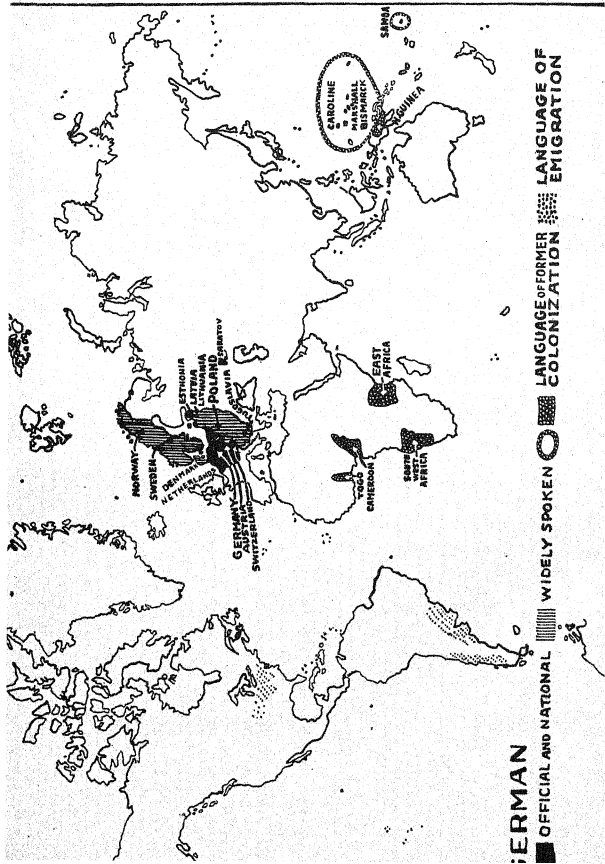 NORWAY
SWEDEN
DENMARK
NETHERLANDS
GERMANY
AUSTRIA
SWITZERLAND
ESTHONIA
LATVIA
LITHUANIA
POLAND
SARATOV
SLAVIA
TOGO
CAMEROON
SOUTH
WEST
AFRICA
EAST
AFRICA
CAROLINE
MARSHALL
BISMARCK
N.GUINEA
GERMAN
OFFICIAL AND NATIONAL
WIDELY SPOKEN
LANGUAGE OF FORMER
COLONIZATION
LANGUAGE OF
EMIGRATION